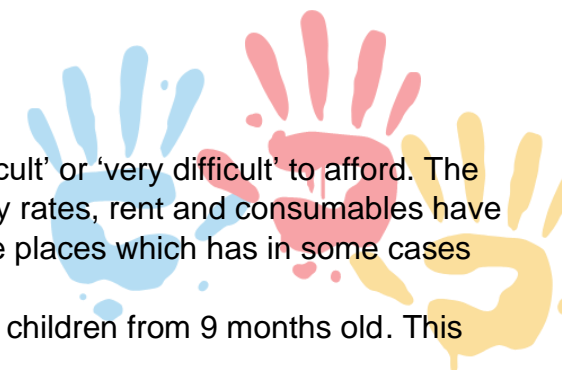 cult’ or ‘very difficult’ to afford. The
y rates, rent and consumables have
e places which has in some cases
children from 9 months old. This